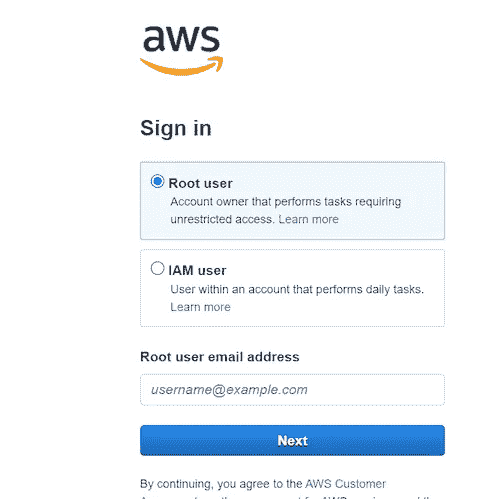 aws
Sign in
Root user
Account owner that performs tasks requiring
unrestricted access. Learn more
IAM user
User within an account that performs daily tasks.
Learn more
Root user email address
username@example.com
Next
By continuing, you agree to the AWS Customer